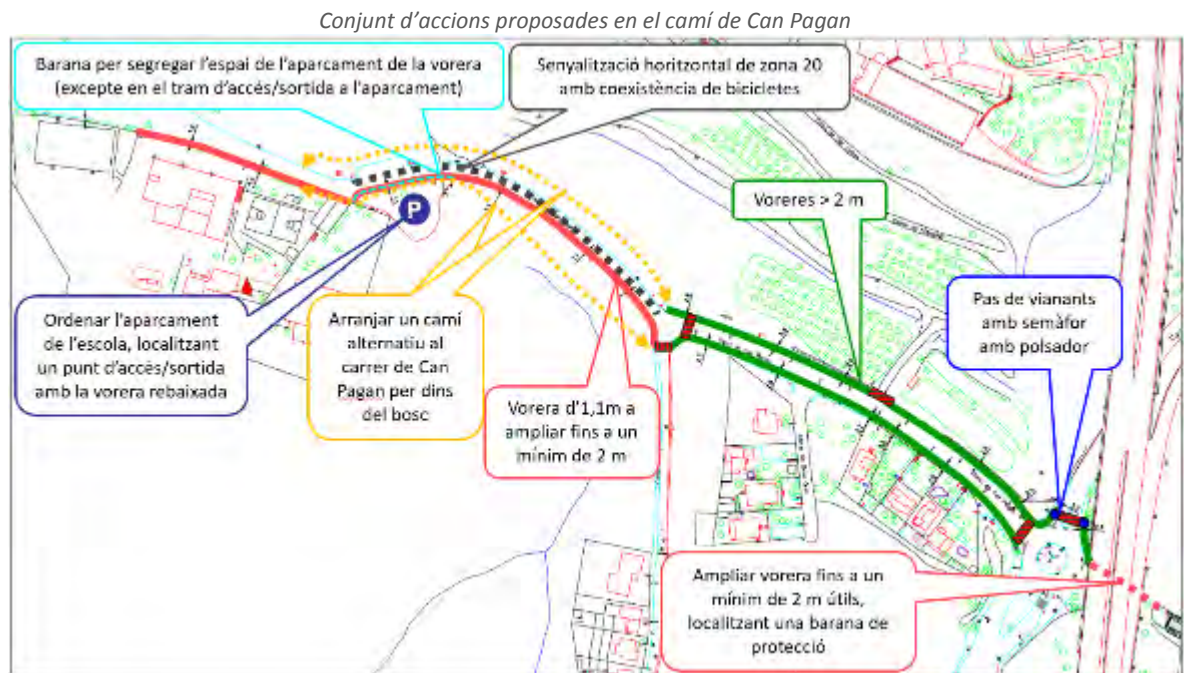 Conjunt d'accions proposades en el camí de Can Pagan
Barana per segregar l'espai de l'aparcament de la vorera
(excepte en el tram d'accés/sortida a l'aparcament)
Senyalització horitzontal de zona 20
amb coexistència de bicicletes
Voreres > 2 m
P
Pas de vianants
amb semàfor
amb polsador
Ordenar l'aparcament
de l'escola, localitzant
un punt d'accés/sortida
amb la vorera rebaixada
Arranjar un camí
alternatiu al
carrer de Can
Pagan per dins
del bosc
Vorera d'1,1m a
ampliar fins a un
mínim de 2 m
Ampliar vorera fins a un
mínim de 2 m útils,
localitzant una barana de
protecció